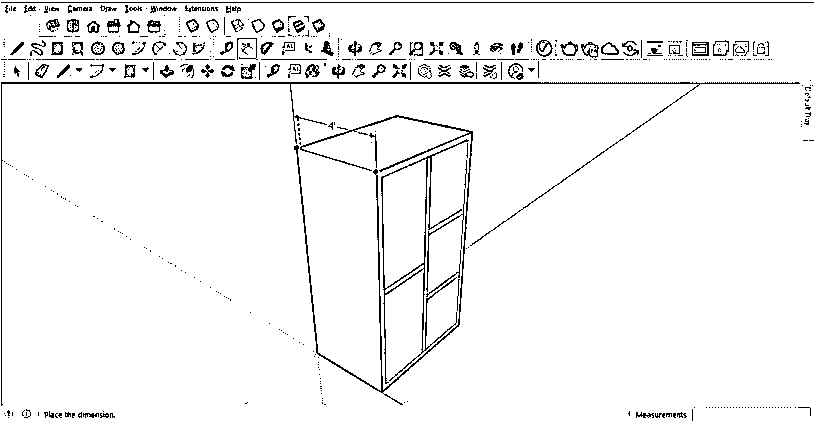 File Edit View Camera Draw Tools Window Extensions Help
4'
Default Tray
Place the dimension.
Measurements